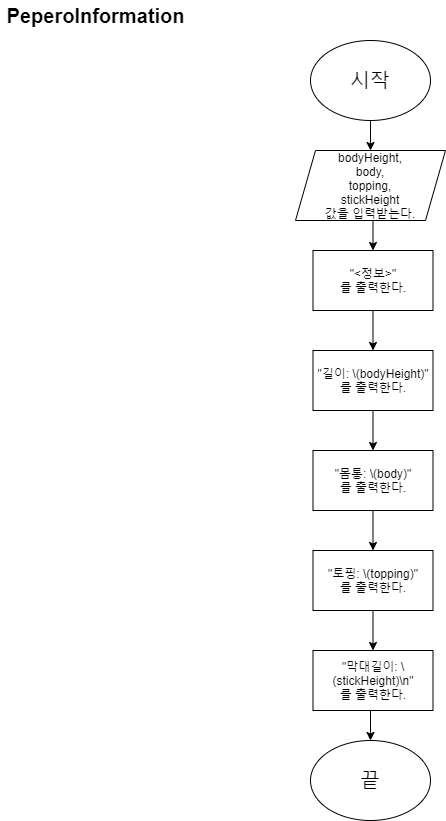 PeperoInformation
시작
bodyHeight,
body,
topping,
stickHeight
값을 입력받는다.
"<정보>"
를 출력한다.
"길이: \(bodyHeight)"
를 출력한다.
"몸통: \(body)"
를 출력한다.
"토핑: \(topping)"
를 출력한다.
"막대길이: \
(stickHeight)\n"
를 출력한다.
끝